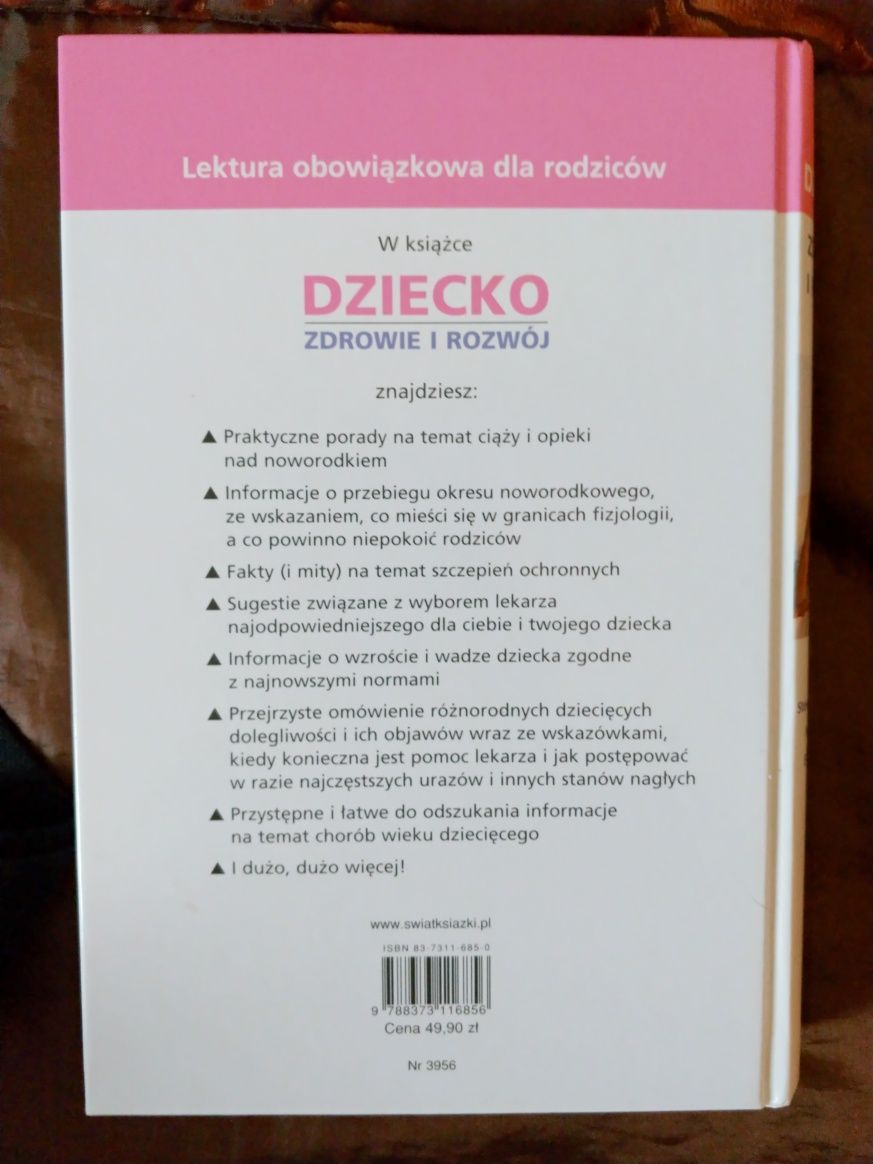 Lektura obowiązkowa dla rodziców
W książce
DZIECKO
ZDROWIE I ROZWÓJ
znajdziesz:
▲ Praktyczne porady na temat ciąży i opieki
nad noworodkiem
▲ Informacje o przebiegu okresu noworodkowego,
ze wskazaniem, co mieści się w granicach fizjologii,
a co powinno niepokoić rodziców
▲ Fakty (i mity) na temat szczepień ochronnych
▲ Sugestie związane z wyborem lekarza
najodpowiedniejszego dla ciebie i twojego dziecka
▲ Informacje o wzroście i wadze dziecka zgodne
z najnowszymi normami
▲ Przejrzyste omówienie różnorodnych dziecięcych
dolegliwości i ich objawów wraz ze wskazówkami,
kiedy konieczna jest pomoc lekarza i jak postępować
w razie najczęstszych urazów i innych stanów nagłych
▲ Przystępne i łatwe do odszukania informacje
na temat chorób wieku dziecięcego
▲ I dużo, dużo więcej!
www.swiatksiazki.pl
ISBN 83-7311-685-0
9 788373 116856
Cena 49,90 zł
Nr 3956